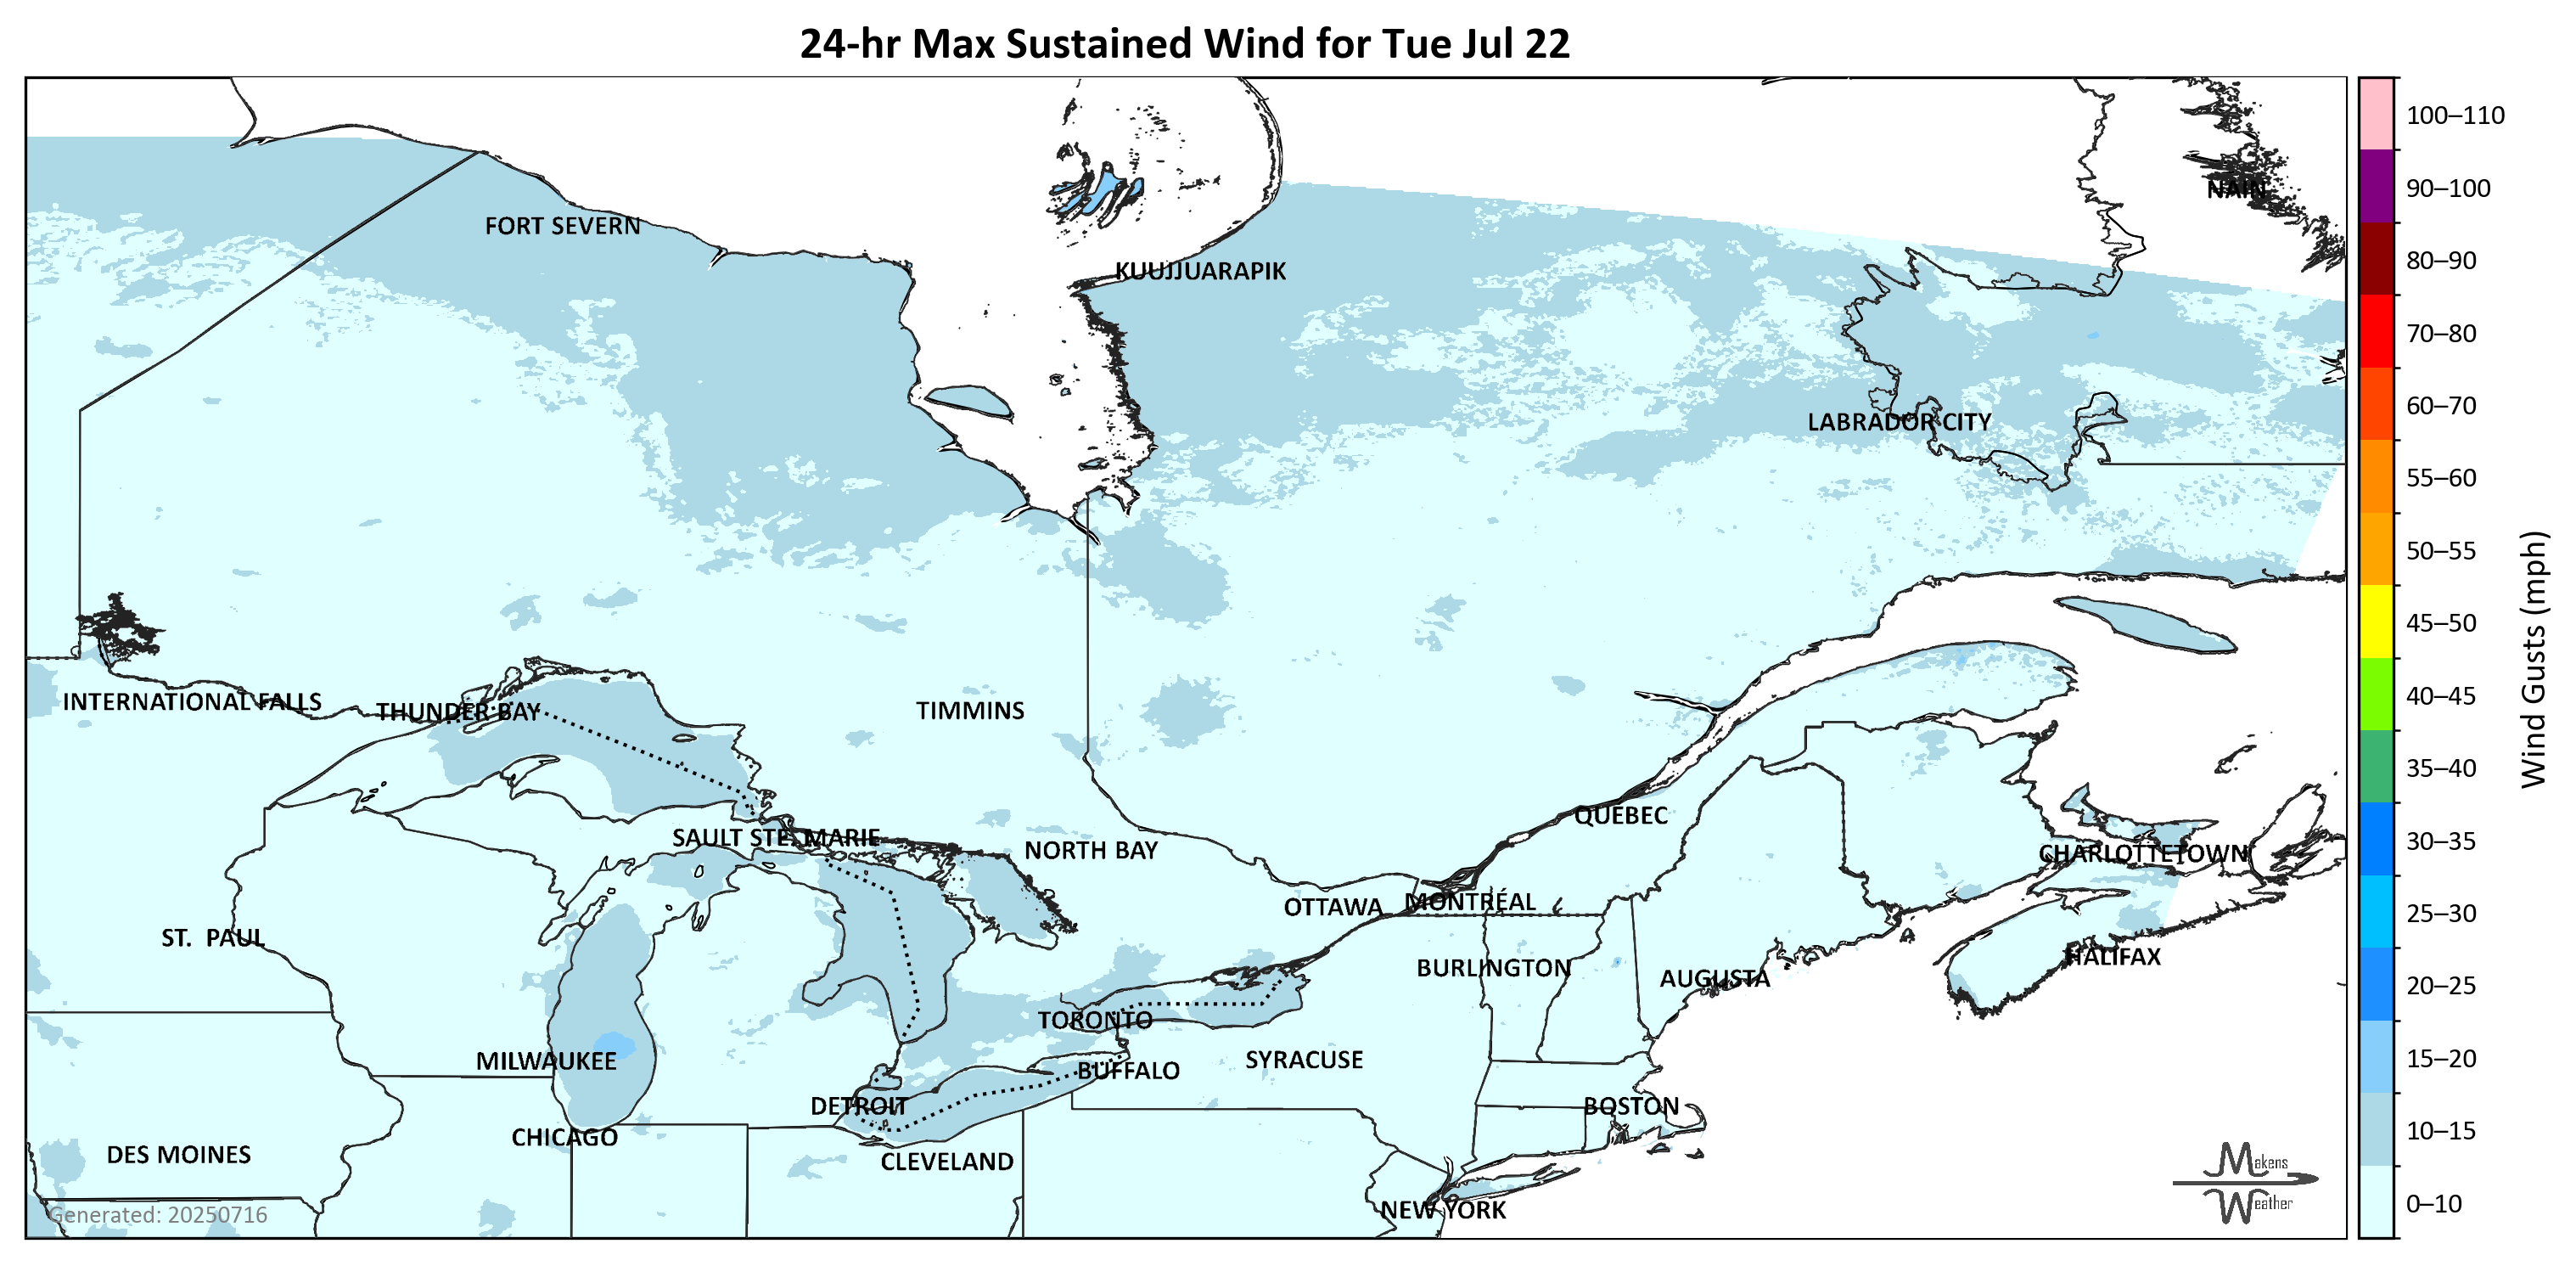 24-hr Max Sustained Wind for Tue Jul 22
100–110
90–100
NAIN
FORT SEVERN
80–90
KUUJJUARAPIK
70–80
60–70
LABRADOR CITY
55–60
50–55
45–50
Wind Gusts (mph)
40–45
INTERNATIONAL FALLS
THUNDER BAY
TIMMINS
35–40
QUEBEC
30–35
SAULT STE. MARIE
NORTH BAY
CHARLOTTETOWN
OTTAWA
MONTRÉAL
25–30
ST. PAUL
HALIFAX
BURLINGTON
AUGUSTA
20–25
TORONTO
MILWAUKEE
SYRACUSE
15–20
BUFFALO
DETROIT
BOSTON
10–15
CHICAGO
DES MOINES
CLEVELAND
Makens
Weather
0–10
NEW YORK
Generated: 20250716